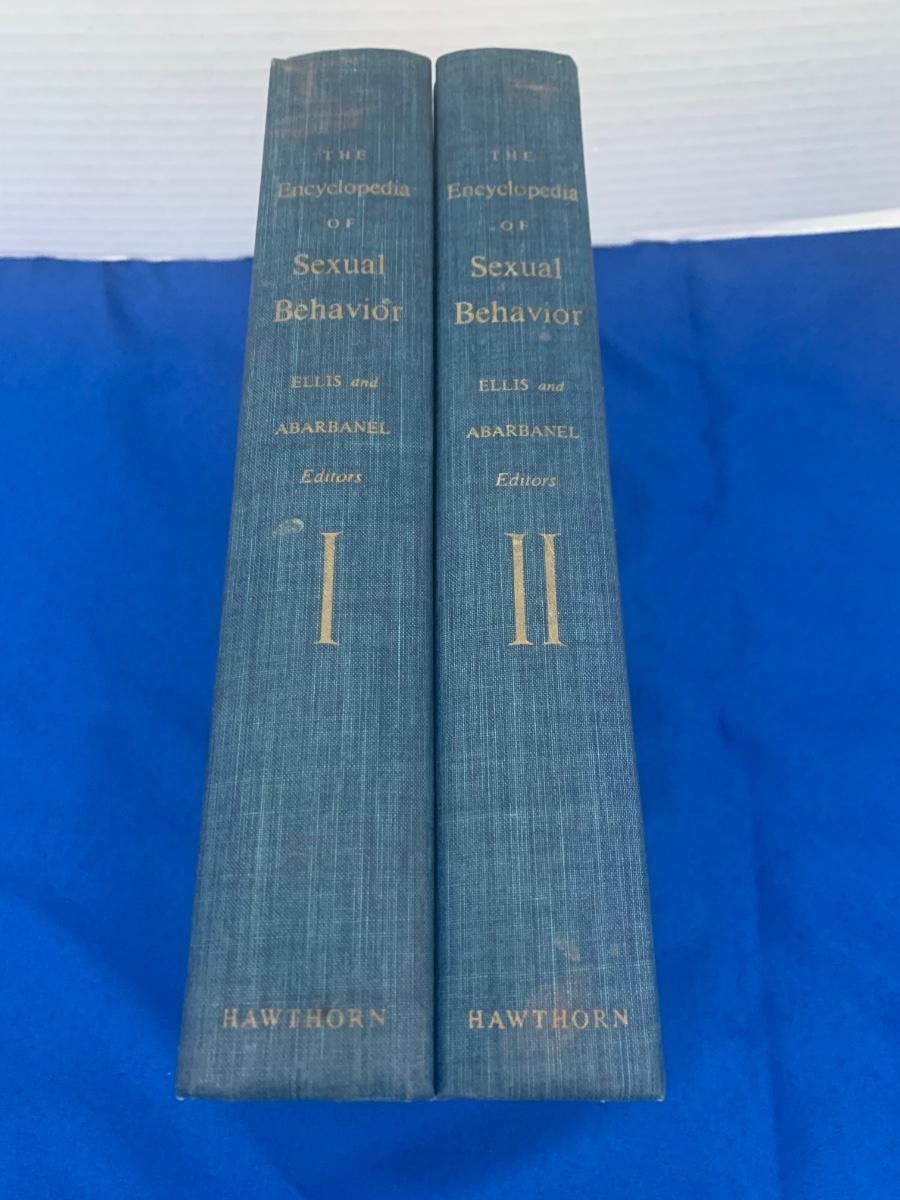 THE
Encyclopedia
OF
Sexual
Behavior
ELLIS and
ABARBANEL
Editors
I
HAWTHORN
THE
Encyclopedia
OF
Sexual
Behavior
ELLIS and
ABARBANEL
Editors
II
HAWTHORN